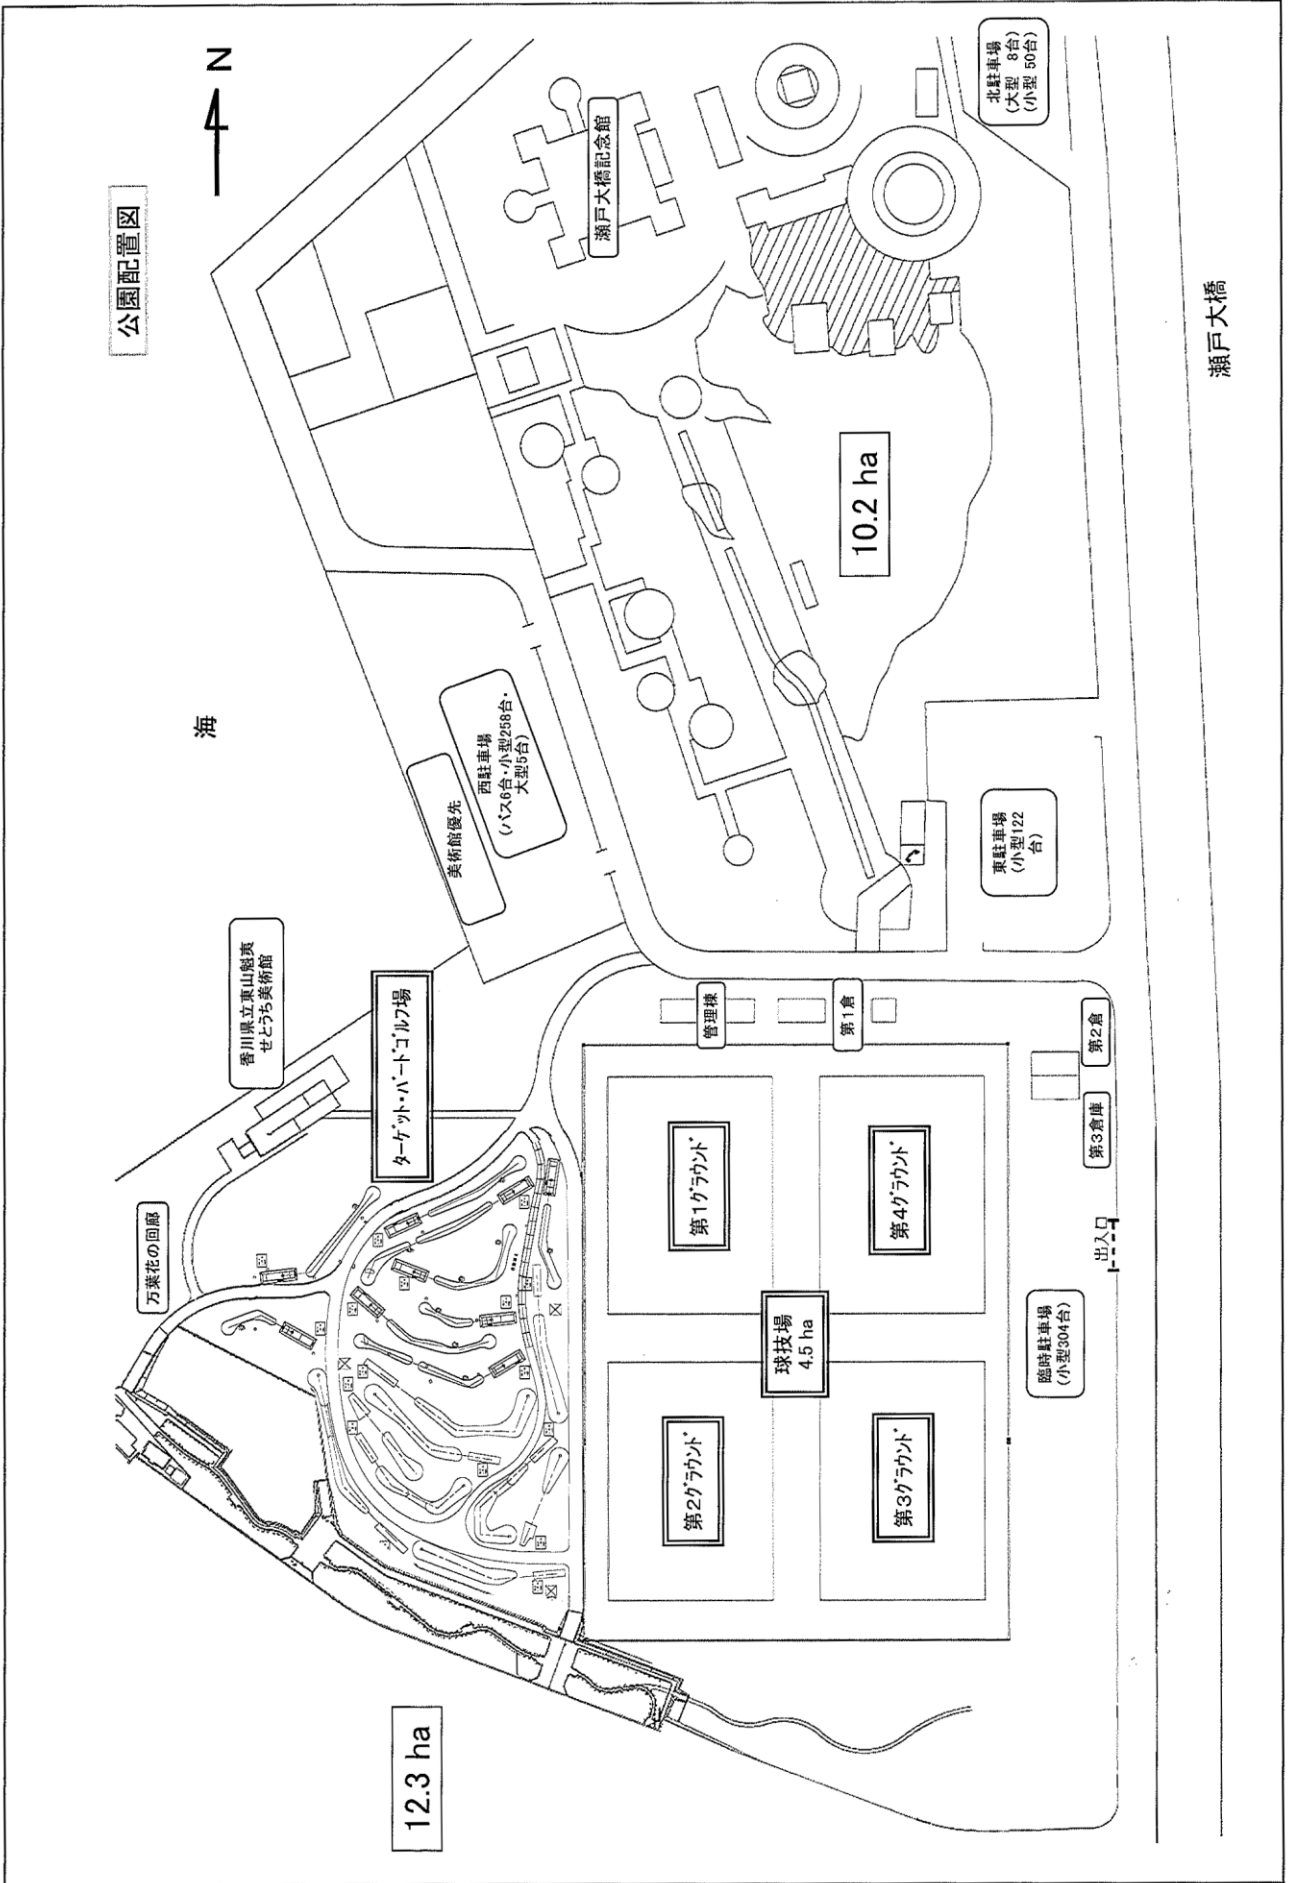 公園配置図
N
海
瀬戸大橋記念館
北駐車場
(大型 8台)
(小型 50台)
瀬戸大橋
10.2 ha
西駐車場
(バス6台・小型258台・
大型5台)
美術館優先
東駐車場
(小型122
台)
香川県立東山魁夷
せとうち美術館
ターゲット・バードゴルフ場
万葉花の回廊
管理棟
第1倉
第2倉
第3倉庫
第1グラウンド
第4グラウンド
球技場
4.5 ha
第2グラウンド
第3グラウンド
出入口
臨時駐車場
(小型304台)
12.3 ha